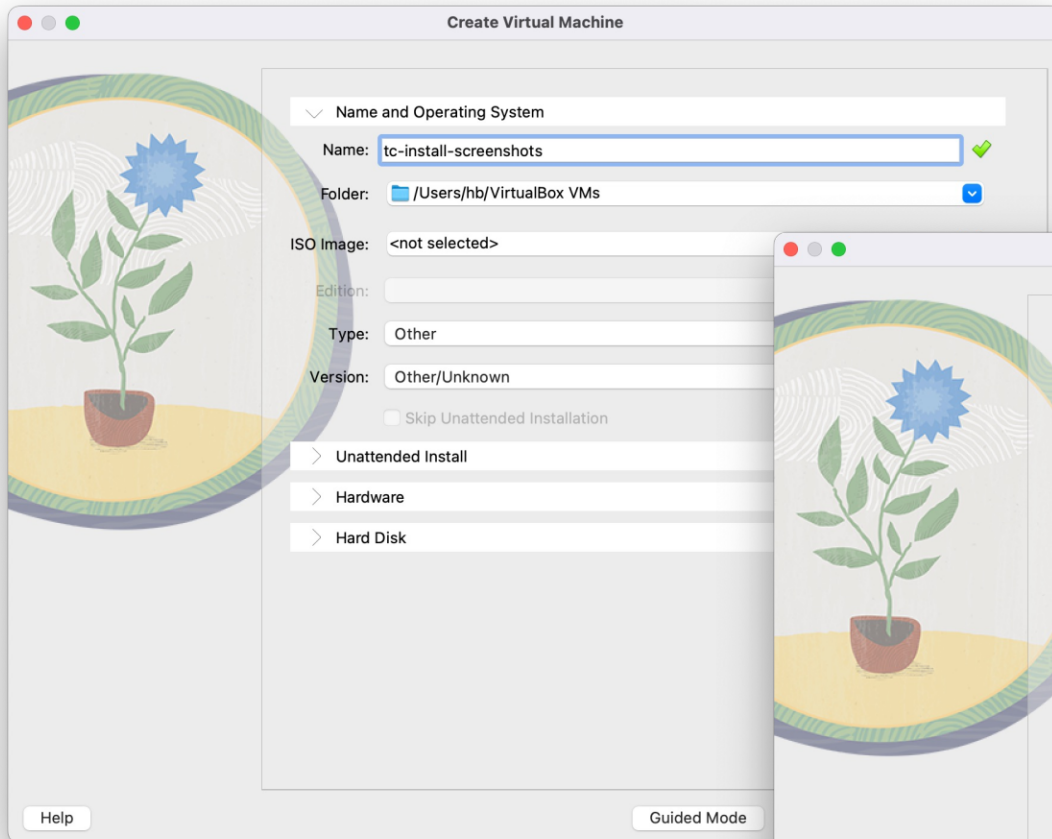 Create Virtual Machine
Name and Operating System
Name: tc-install-screenshots
Folder: /Users/hb/VirtualBox VMs
ISO Image: <not selected>
Edition:
Type: Other
Version: Other/Unknown
Skip Unattended Installation
Unattended Install
Hardware
Hard Disk
Help Guided Mode